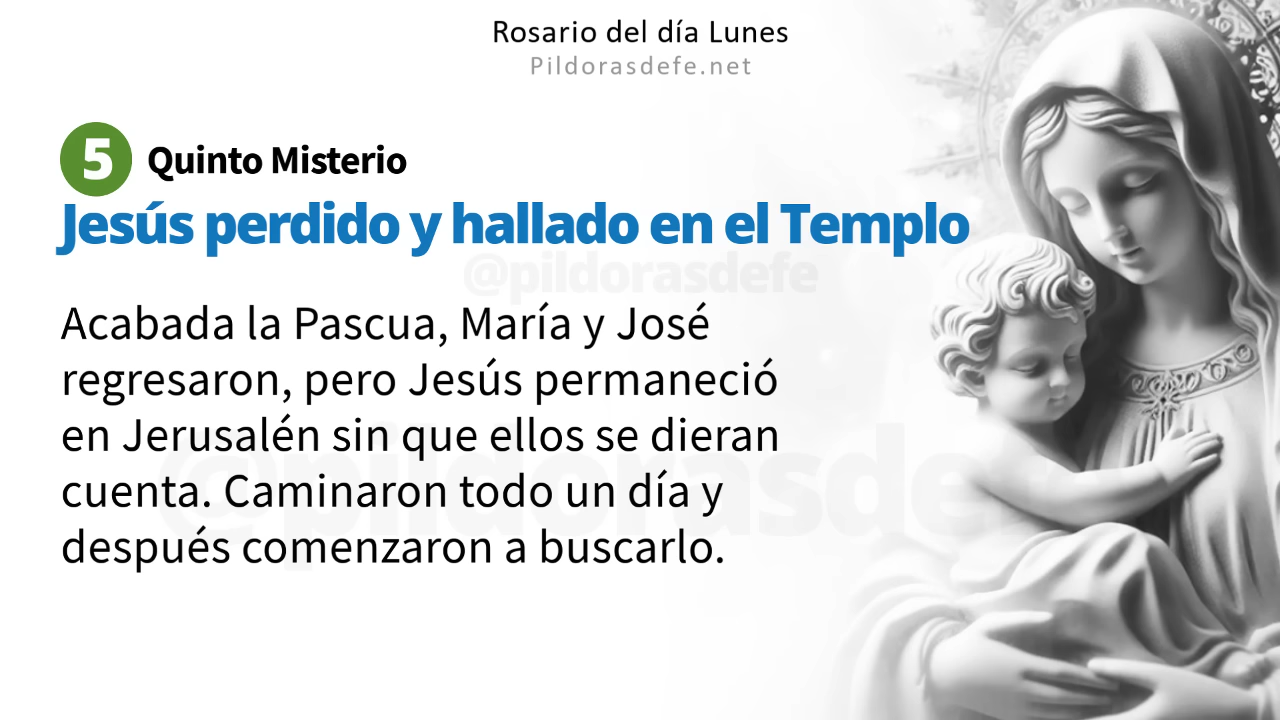 Rosario del día Lunes
Pildorasdefe.net
5 Quinto Misterio
Jesús perdido y hallado en el Templo
@pildorasdefe
Acabada la Pascua, María y José
regresaron, pero Jesús permaneció
en Jerusalén sin que ellos se dieran
cuenta. Caminaron todo un día y
después comenzaron a buscarlo.
@pildorasdefe